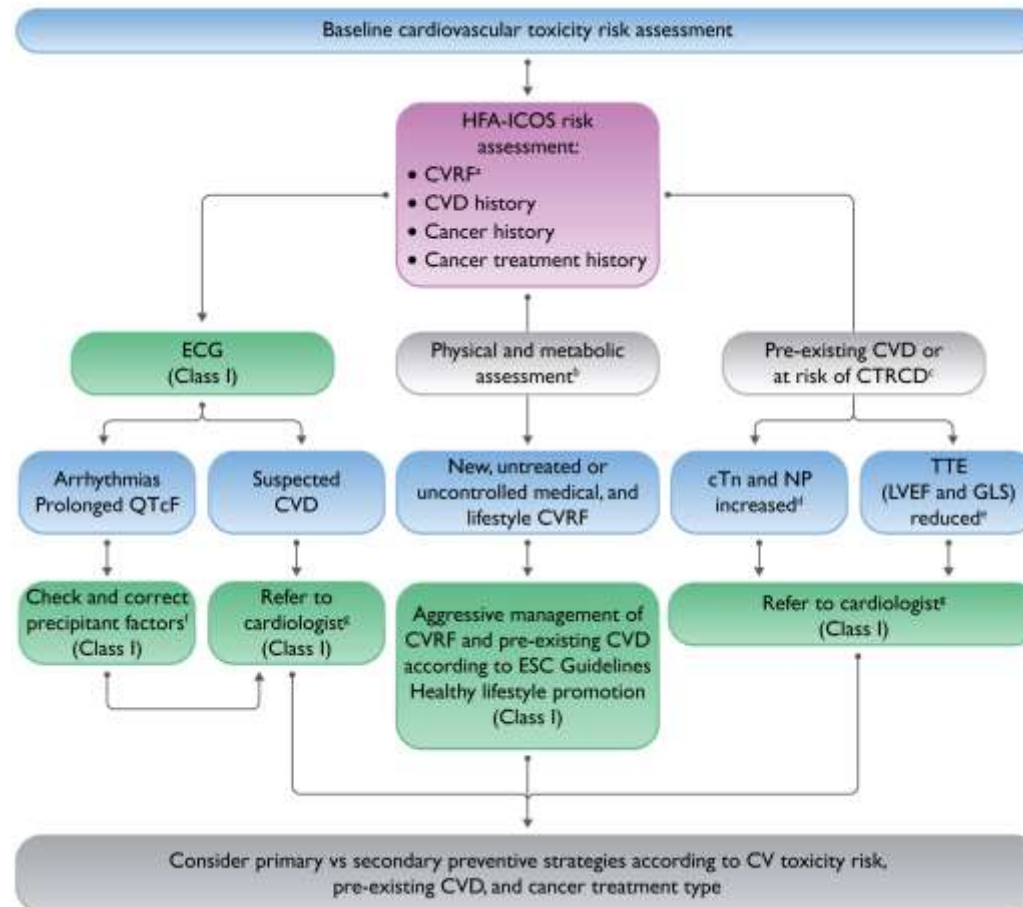 Baseline cardiovascular toxicity risk assessment
HFA-ICOS risk
assessment:
• CVRFᵃ
• CVD history
• Cancer history
• Cancer treatment history
ECG
(Class I)
Physical and metabolic
assessmentᵇ
Pre-existing CVD or
at risk of CTRCDᶜ
Arrhythmias
Prolonged QTcF
Suspected
CVD
New, untreated or
uncontrolled medical, and
lifestyle CVRF
cTn and NP
increasedᵈ
TTE
(LVEF and GLS)
reducedᵉ
Check and correct
precipitant factorsᶠ
(Class I)
Refer to
cardiologistᵍ
(Class I)
Aggressive management of
CVRF and pre-existing CVD
according to ESC Guidelines
Healthy lifestyle promotion
(Class I)
Refer to cardiologistᵍ
(Class I)
Consider primary vs secondary preventive strategies according to CV toxicity risk,
pre-existing CVD, and cancer treatment type